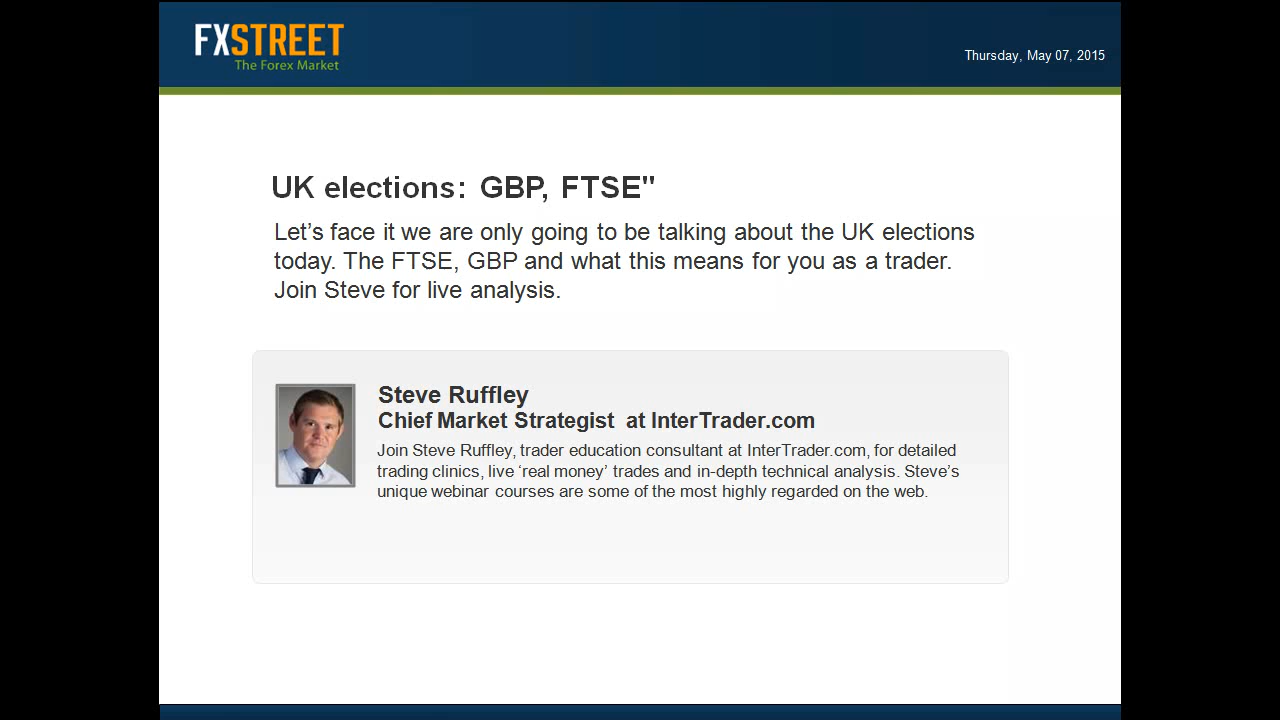 FXSTREET
The Forex Market
Thursday, May 07, 2015
UK elections: GBP, FTSE"
Let’s face it we are only going to be talking about the UK elections
today. The FTSE, GBP and what this means for you as a trader.
Join Steve for live analysis.
Steve Ruffley
Chief Market Strategist at InterTrader.com
Join Steve Ruffley, trader education consultant at InterTrader.com, for detailed
trading clinics, live ‘real money’ trades and in-depth technical analysis. Steve’s
unique webinar courses are some of the most highly regarded on the web.